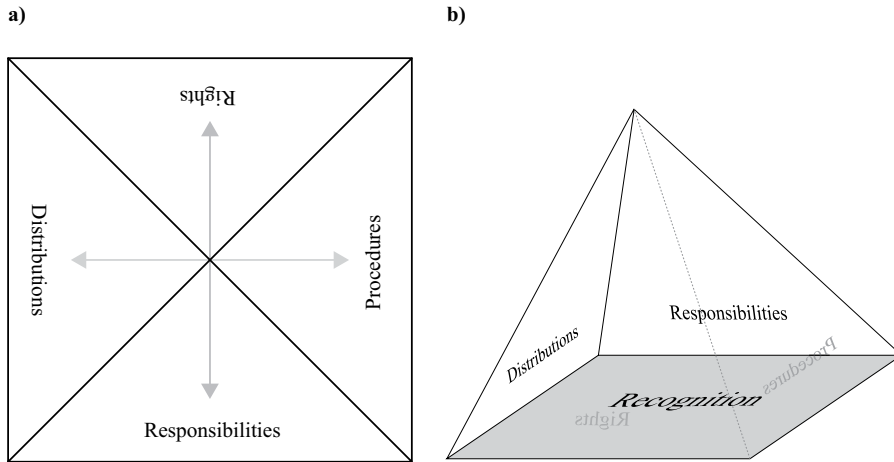 a)
b)
Rights
Distributions
Procedures
Responsibilities
Responsibilities
Distributions
Procedures
Recognition
Rights